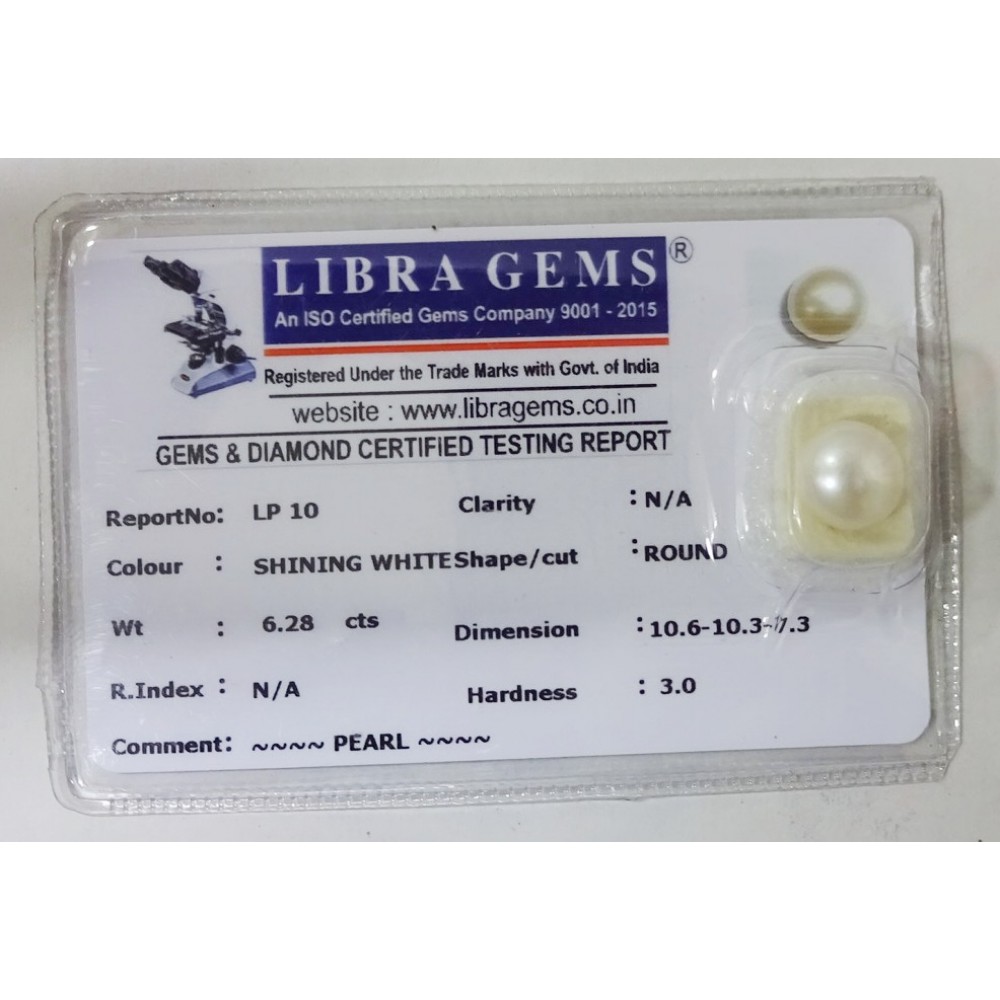 LIBRA GEMS ®
An ISO Certified Gems Company 9001 - 2015
Registered Under the Trade Marks with Govt. of India
website : www.libragems.co.in
GEMS & DIAMOND CERTIFIED TESTING REPORT
ReportNo: LP 10 Clarity : N/A
Colour : SHINING WHITE Shape/cut : ROUND
Wt : 6.28 cts Dimension : 10.6-10.3-7.3
R.Index : N/A Hardness : 3.0
Comment: ~~~~ PEARL ~~~~